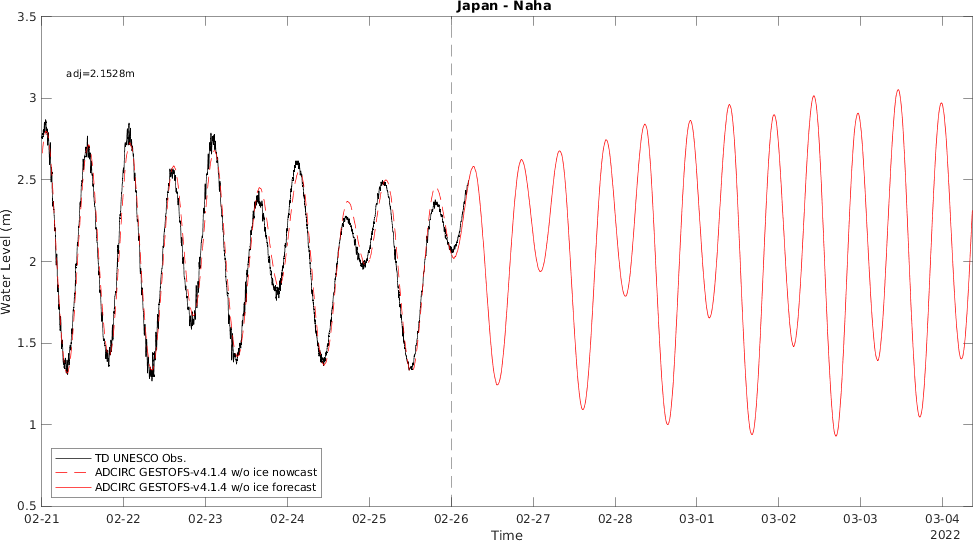 Japan - Naha
3.5
adj=2.1528m
3
2.5
2
1.5
1
0.5
Water Level (m)
TD UNESCO Obs.
ADCIRC GESTOFS-v4.1.4 w/o ice nowcast
ADCIRC GESTOFS-v4.1.4 w/o ice forecast
02-21 02-22 02-23 02-24 02-25 02-26 02-27 02-28 03-01 03-02 03-03 03-04
Time
2022